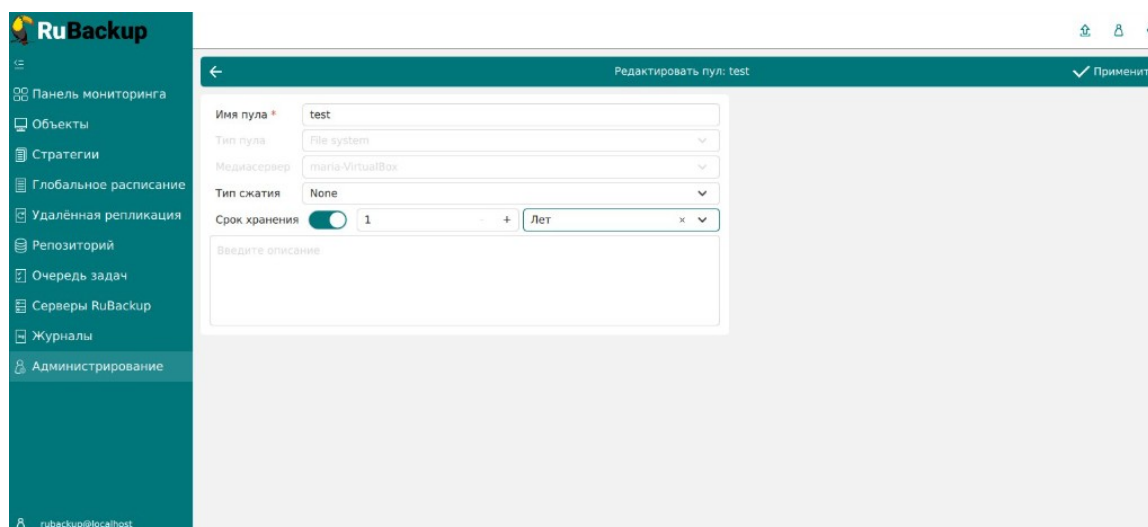 RuBackup
Редактировать пул: test
Применит
Панель мониторинга
Объекты
Стратегии
Глобальное расписание
Удалённая репликация
Репозиторий
Очередь задач
Серверы RuBackup
Журналы
Администрирование
rubackup@localhost
Имя пула * test
Тип пула File system
Медиасервер maria-VirtualBox
Тип сжатия None
Срок хранения 1 - + Лет ×
Введите описание